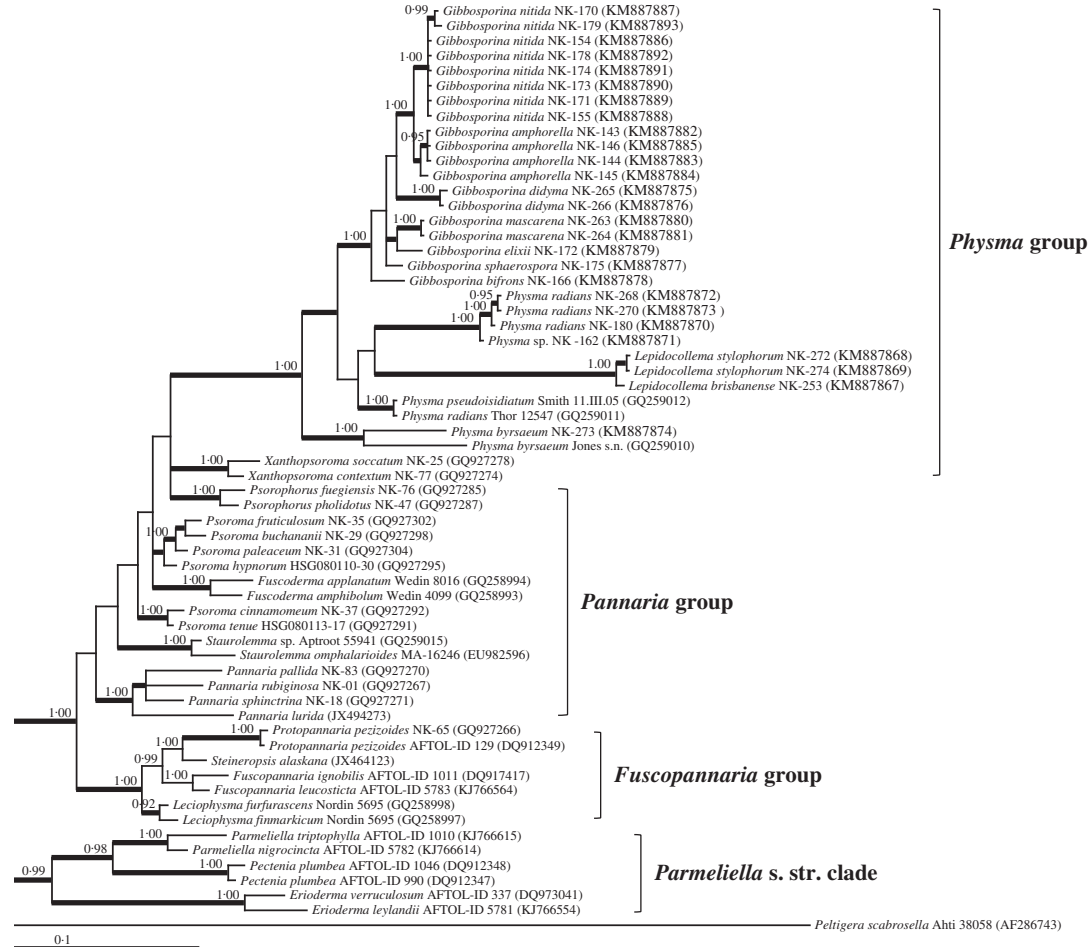 0·99
Gibbosporina nitida NK-170 (KM887887)
Gibbosporina nitida NK-179 (KM887893)
Gibbosporina nitida NK-154 (KM887886)
Gibbosporina nitida NK-178 (KM887892)
1·00
Gibbosporina nitida NK-174 (KM887891)
Gibbosporina nitida NK-173 (KM887890)
Gibbosporina nitida NK-171 (KM887889)
1·00
Gibbosporina nitida NK-155 (KM887888)
Gibbosporina amphorella NK-143 (KM887882)
0·95
Gibbosporina amphorella NK-146 (KM887885)
Gibbosporina amphorella NK-144 (KM887883)
Gibbosporina amphorella NK-145 (KM887884)
1·00
Gibbosporina didyma NK-265 (KM887875)
Gibbosporina didyma NK-266 (KM887876)
1·00
Gibbosporina mascarena NK-263 (KM887880)
Gibbosporina mascarena NK-264 (KM887881)
1·00
Gibbosporina elixii NK-172 (KM887879)
Gibbosporina sphaerospora NK-175 (KM887877)
Gibbosporina bifrons NK-166 (KM887878)
Physma group
0·95
Physma radians NK-268 (KM887872)
1·00
Physma radians NK-270 (KM887873 )
1·00
Physma radians NK-180 (KM887870)
Physma sp. NK -162 (KM887871)
Lepidocollema stylophorum NK-272 (KM887868)
1.00
Lepidocollema stylophorum NK-274 (KM887869)
Lepidocollema brisbanense NK-253 (KM887867)
1·00
1·00
Physma pseudoisidiatum Smith 11.III.05 (GQ259012)
Physma radians Thor 12547 (GQ259011)
1·00
Physma byrsaeum NK-273 (KM887874)
Physma byrsaeum Jones s.n. (GQ259010)
1·00
Xanthopsoroma soccatum NK-25 (GQ927278)
Xanthopsoroma contextum NK-77 (GQ927274)
1·00
Psorophorus fuegiensis NK-76 (GQ927285)
Psorophorus pholidotus NK-47 (GQ927287)
Psoroma fruticulosum NK-35 (GQ927302)
1·00
Psoroma buchananii NK-29 (GQ927298)
Psoroma paleaceum NK-31 (GQ927304)
Psoroma hypnorum HSG080110-30 (GQ927295)
1·00
Fuscoderma applanatum Wedin 8016 (GQ258994)
Fuscoderma amphibolum Wedin 4099 (GQ258993)
Pannaria group
1·00
Psoroma cinnamomeum NK-37 (GQ927292)
Psoroma tenue HSG080113-17 (GQ927291)
1·00
Staurolemma sp. Aptroot 55941 (GQ259015)
Staurolemma omphalarioides MA-16246 (EU982596)
Pannaria pallida NK-83 (GQ927270)
1·00
Pannaria rubiginosa NK-01 (GQ927267)
Pannaria sphinctrina NK-18 (GQ927271)
1·00
Pannaria lurida (JX494273)
1·00
Protopannaria pezizoides NK-65 (GQ927266)
1·00
Protopannaria pezizoides AFTOL-ID 129 (DQ912349)
0·99
Steineropsis alaskana (JX464123)
1·00
1·00
Fuscopannaria ignobilis AFTOL-ID 1011 (DQ917417)
Fuscopannaria group
Fuscopannaria leucosticta AFTOL-ID 5783 (KJ766564)
0·92
Leciophysma furfurascens Nordin 5695 (GQ258998)
Leciophysma finmarkicum Nordin 5695 (GQ258997)
1·00
Parmeliella triptophylla AFTOL-ID 1010 (KJ766615)
0·98
Parmeliella nigrocincta AFTOL-ID 5782 (KJ766614)
0·99
1·00
Pectenia plumbea AFTOL-ID 1046 (DQ912348)
Parmeliella s. str. clade
Pectenia plumbea AFTOL-ID 990 (DQ912347)
1·00
Erioderma verruculosum AFTOL-ID 337 (DQ973041)
Erioderma leylandii AFTOL-ID 5781 (KJ766554)
Peltigera scabrosella Ahti 38058 (AF286743)
0·1